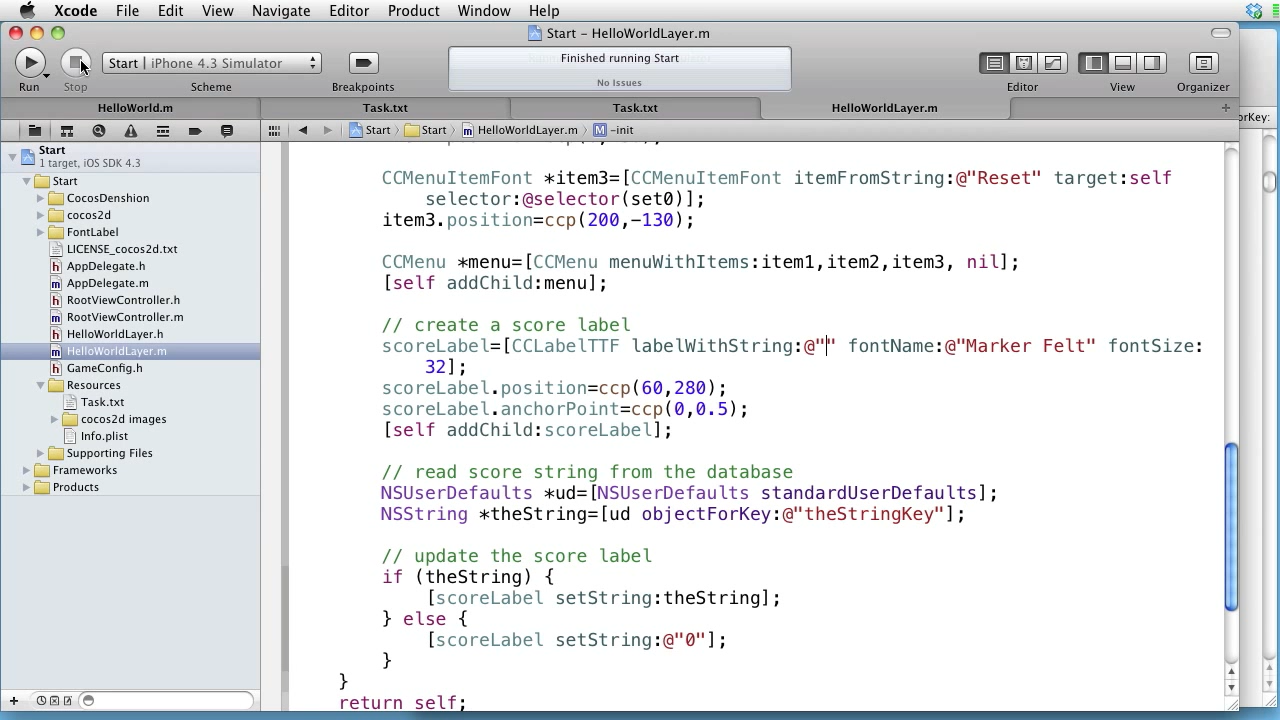 Xcode File Edit View Navigate Editor Product Window Help
Start – HelloWorldLayer.m
Start | iPhone 4.3 Simulator
Finished running Start
No Issues
Run Stop Scheme Breakpoints Editor View Organizer
HelloWorld.m Task.txt Task.txt HelloWorldLayer.m
orKey:
Start Start HelloWorldLayer.m -init
Start
1 target, iOS SDK 4.3
Start
CocosDenshion
cocos2d
FontLabel
LICENSE_cocos2d.txt
AppDelegate.h
AppDelegate.m
RootViewController.h
RootViewController.m
HelloWorldLayer.h
HelloWorldLayer.m
GameConfig.h
Resources
Task.txt
cocos2d images
Info.plist
Supporting Files
Frameworks
Products
CCMenuItemFont *item3=[CCMenuItemFont itemFromString:@"Reset" target:self
selector:@selector(set0)];
item3.position=ccp(200,-130);
CCMenu *menu=[CCMenu menuWithItems:item1,item2,item3, nil];
[self addChild:menu];
// create a score label
scoreLabel=[CCLabelTTF labelWithString:@"" fontName:@"Marker Felt" fontSize:
32];
scoreLabel.position=ccp(60,280);
scoreLabel.anchorPoint=ccp(0,0.5);
[self addChild:scoreLabel];
// read score string from the database
NSUserDefaults *ud=[NSUserDefaults standardUserDefaults];
NSString *theString=[ud objectForKey:@"theStringKey"];
// update the score label
if (theString) {
[scoreLabel setString:theString];
} else {
[scoreLabel setString:@"0"];
}
}
return self;